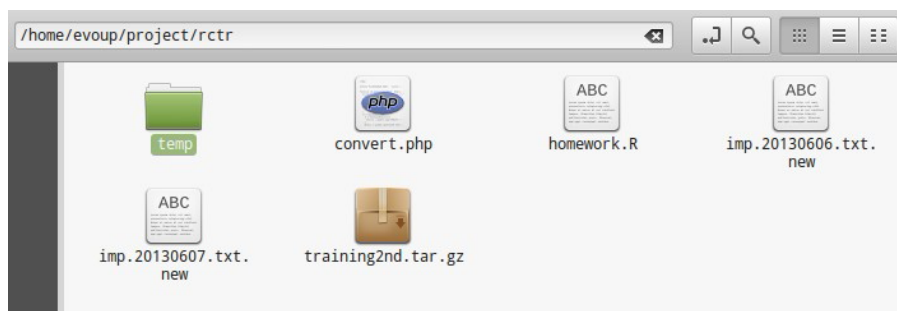 /home/evoup/project/rctr
php
ABC
ABC
temp
convert.php
homework.R
imp.20130606.txt.
new
ABC
imp.20130607.txt.
new
training2nd.tar.gz